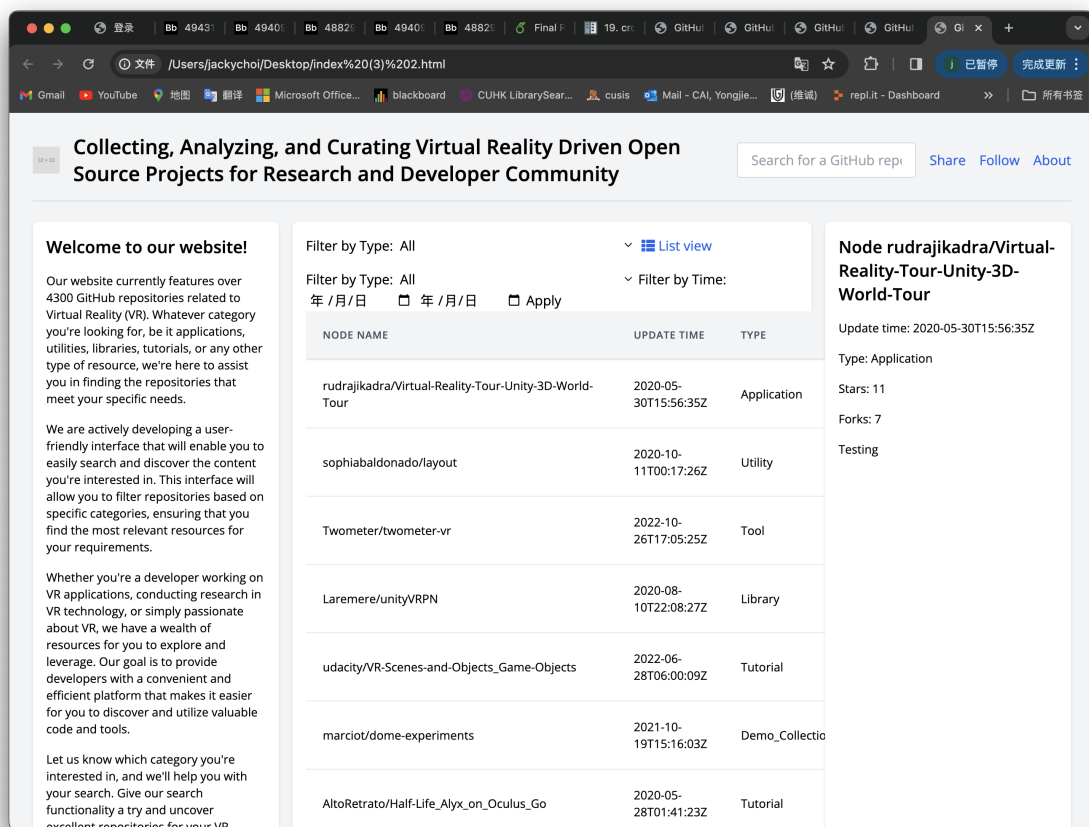 登录
Bb 49431
Bb 49409
Bb 48829
Bb 49409
Bb 48829
Final R
19. cro
GitHub
GitHub
GitHub
GitHub
Gi
文件 /Users/jackychoi/Desktop/index%20(3)%202.html
j 已暂停
完成更新
Gmail
YouTube
地图
翻译
Microsoft Office...
blackboard
CUHK LibrarySear...
cusis
Mail - CAI, Yongjie...
(维诚)
repl.it - Dashboard
»
所有书签
Collecting, Analyzing, and Curating Virtual Reality Driven Open
Source Projects for Research and Developer Community
Search for a GitHub repo
Share
Follow
About
Welcome to our website!
Our website currently features over
4300 GitHub repositories related to
Virtual Reality (VR). Whatever category
you're looking for, be it applications,
utilities, libraries, tutorials, or any other
type of resource, we're here to assist
you in finding the repositories that
meet your specific needs.
We are actively developing a user-
friendly interface that will enable you to
easily search and discover the content
you're interested in. This interface will
allow you to filter repositories based on
specific categories, ensuring that you
find the most relevant resources for
your requirements.
Whether you're a developer working on
VR applications, conducting research in
VR technology, or simply passionate
about VR, we have a wealth of
resources for you to explore and
leverage. Our goal is to provide
developers with a convenient and
efficient platform that makes it easier
for you to discover and utilize valuable
code and tools.
Let us know which category you're
interested in, and we'll help you with
your search. Give our search
functionality a try and uncover
excellent repositories for your VR
Filter by Type: All
List view
Filter by Type: All
Filter by Time:
年 /月/日
年 /月/日
Apply
NODE NAME UPDATE TIME TYPE
rudrajikadra/Virtual-Reality-Tour-Unity-3D-World-
Tour
2020-05-
30T15:56:35Z
Application
sophiabaldonado/layout
2020-10-
11T00:17:26Z
Utility
Twometer/twometer-vr
2022-10-
26T17:05:25Z
Tool
Laremere/unityVRPN
2020-08-
10T22:08:27Z
Library
udacity/VR-Scenes-and-Objects_Game-Objects
2022-06-
28T06:00:09Z
Tutorial
marciot/dome-experiments
2021-10-
19T15:16:03Z
Demo_Collectio
AltoRetrato/Half-Life_Alyx_on_Oculus_Go
2020-05-
28T01:41:23Z
Tutorial
Node rudrajikadra/Virtual-
Reality-Tour-Unity-3D-
World-Tour
Update time: 2020-05-30T15:56:35Z
Type: Application
Stars: 11
Forks: 7
Testing